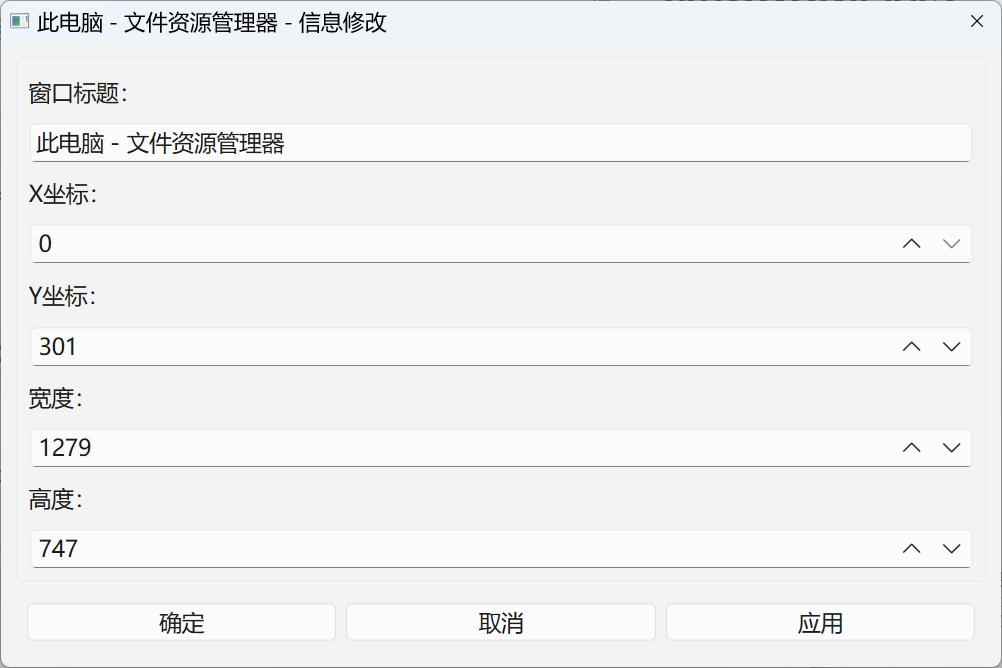 此电脑 - 文件资源管理器 - 信息修改
窗口标题：
此电脑 - 文件资源管理器
X坐标：
0
Y坐标：
301
宽度：
1279
高度：
747
确定 取消 应用